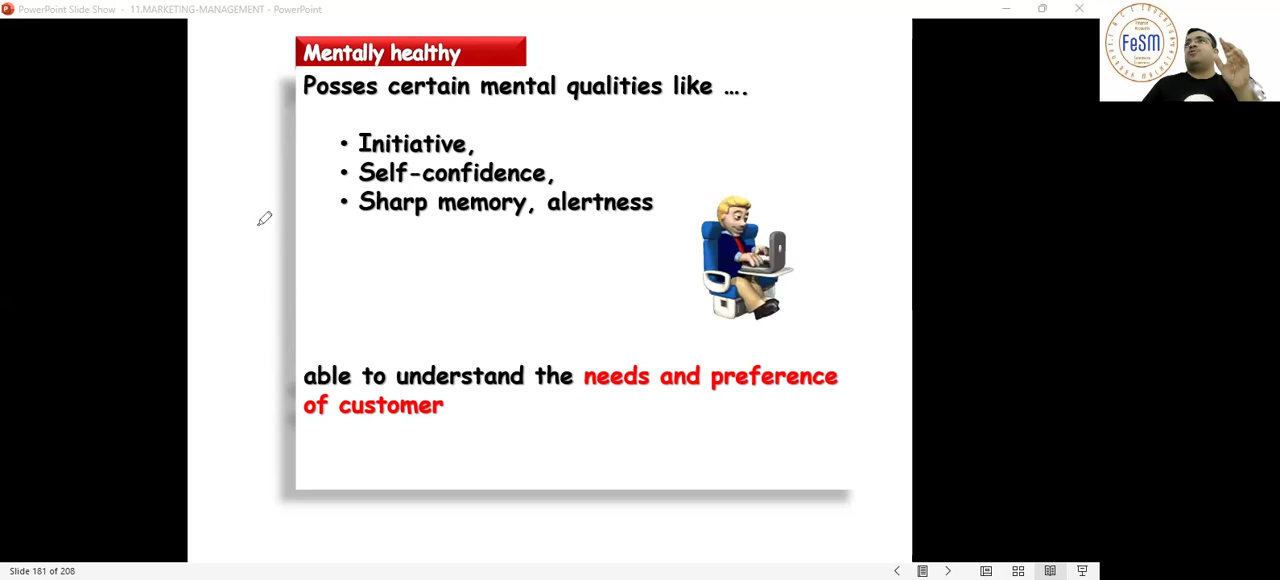 PowerPoint Slide Show - 11.MARKETING-MANAGEMENT - PowerPoint
FeSM
Mentally healthy
Posses certain mental qualities like ….
• Initiative,
• Self-confidence,
• Sharp memory, alertness
able to understand the needs and preference
of customer
Slide 181 of 208